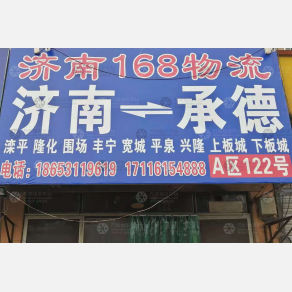 济南168物流
济南⇌承德
滦平 隆化 围场 丰宁 宽城 平泉 兴隆 上板城 下板城
电话: 18653119618 17116154888 A区122号